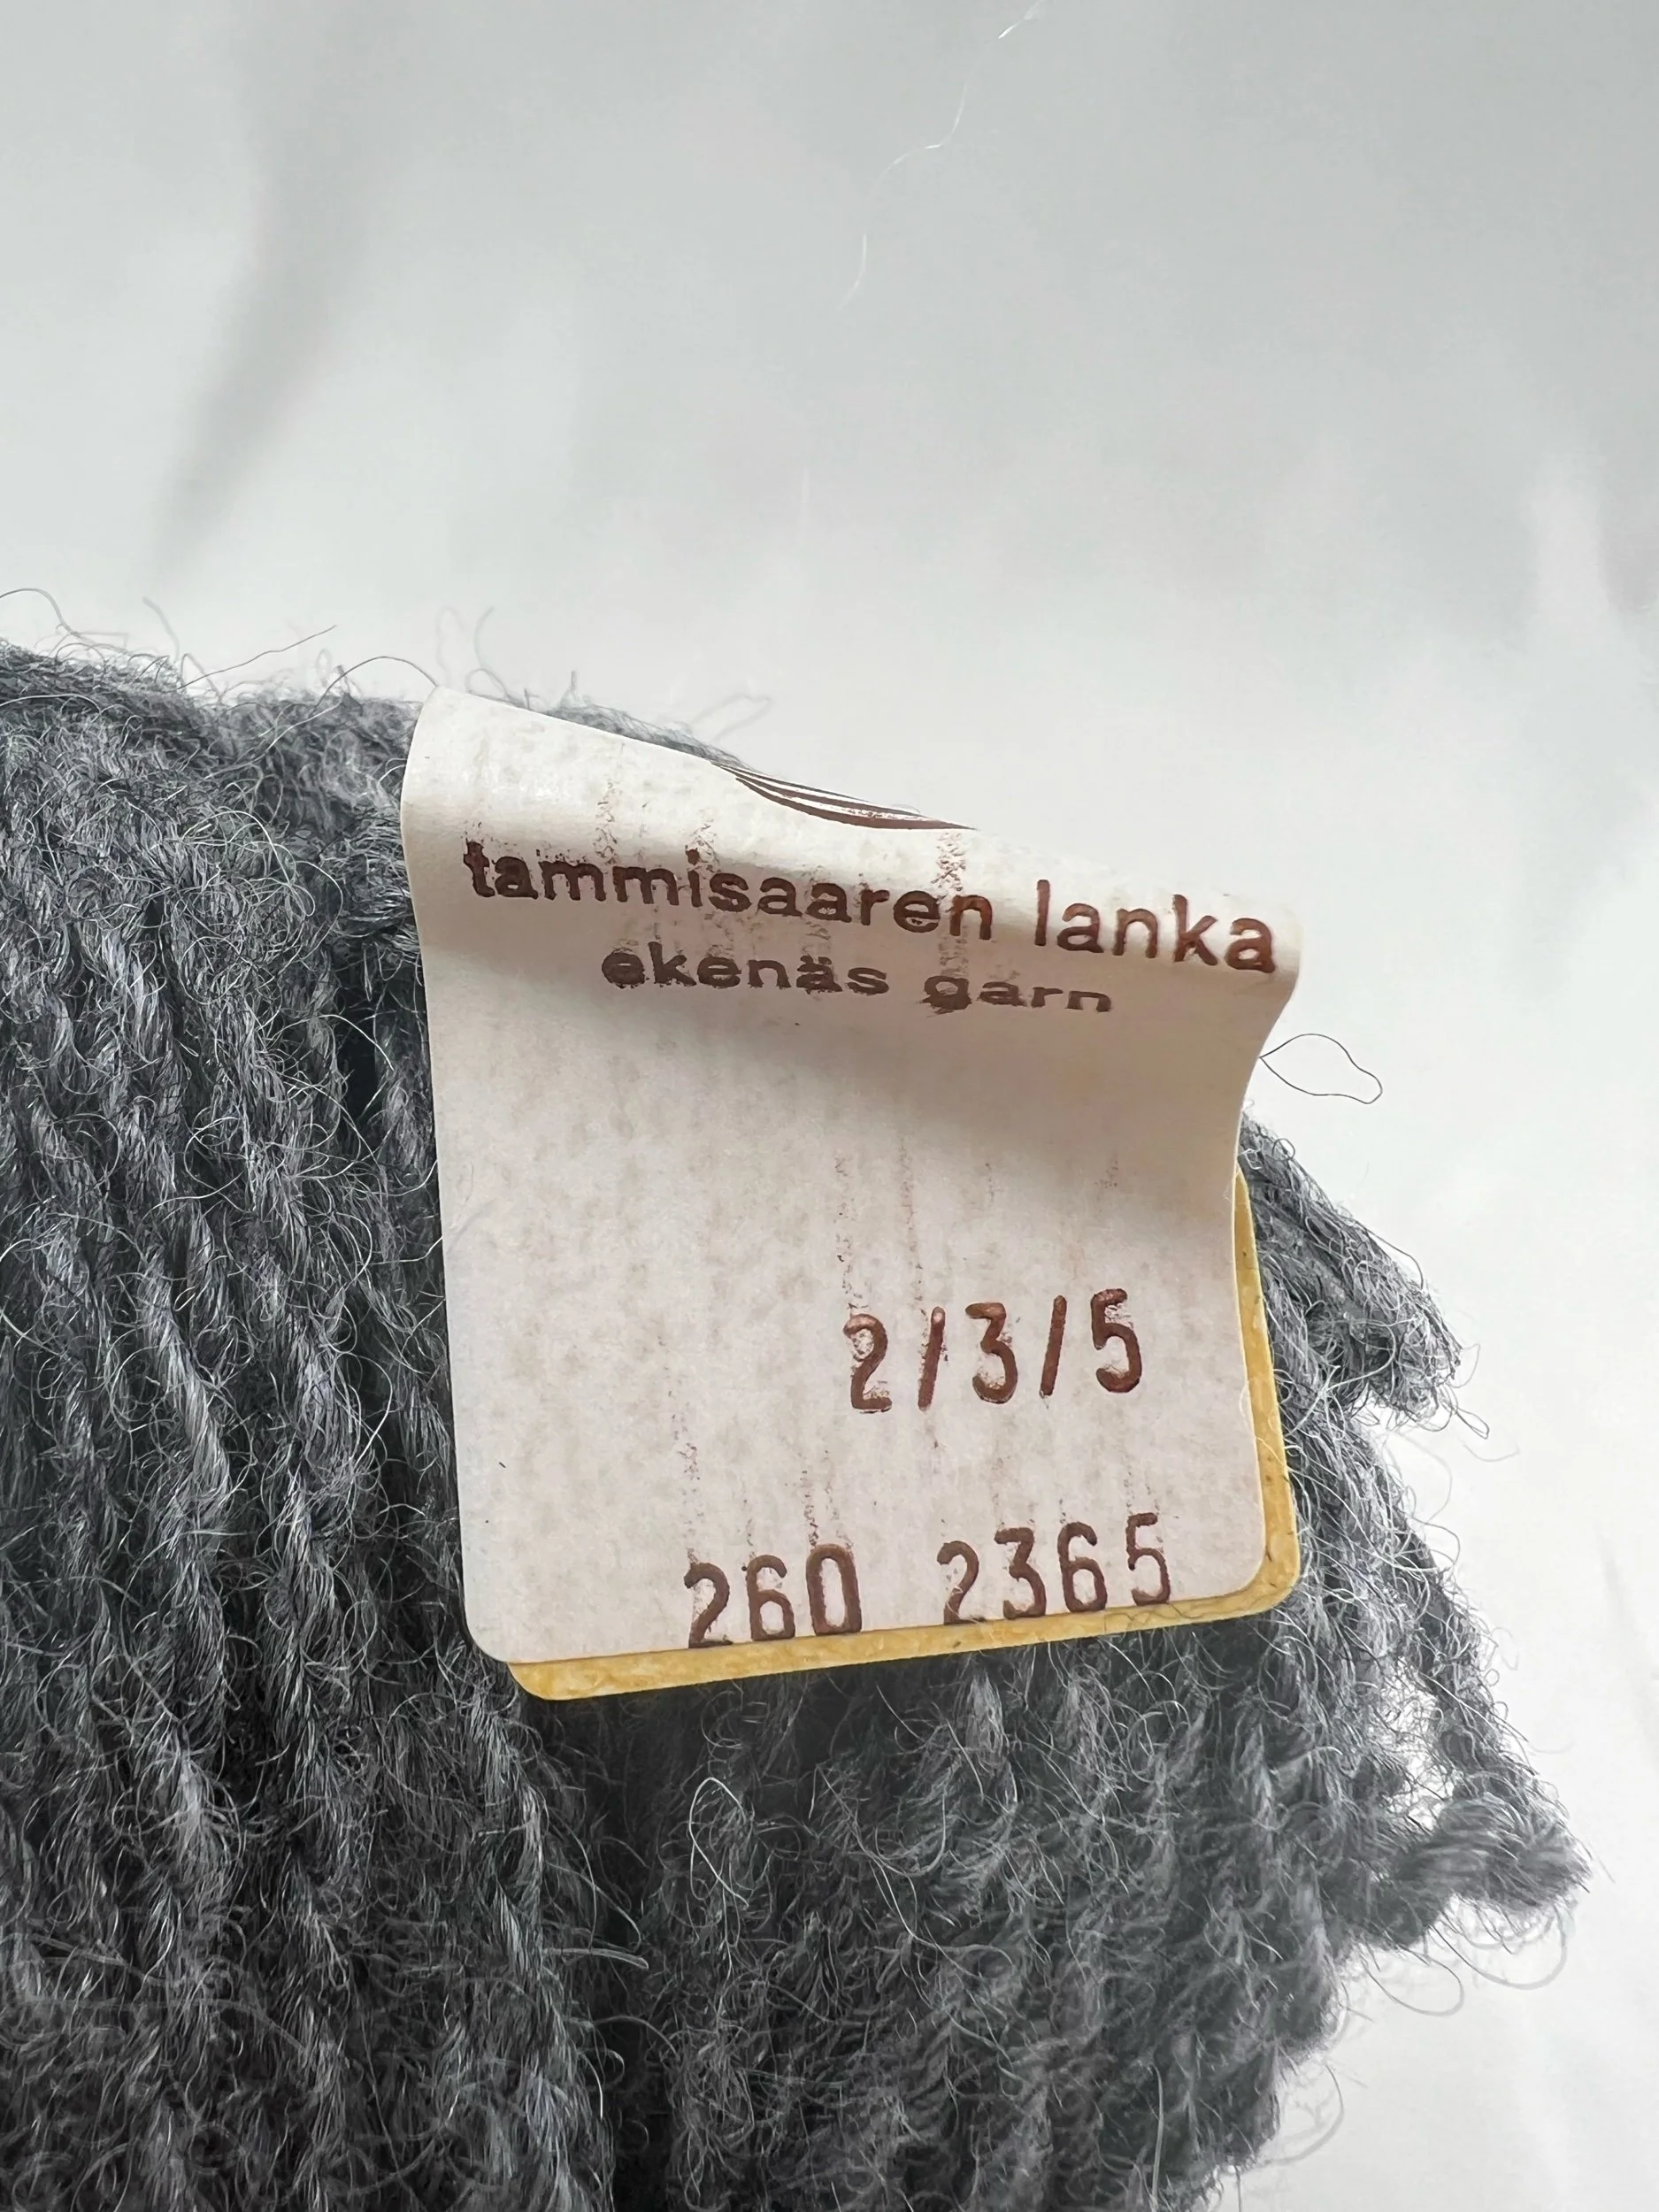 tammisaaren lanka
ekenäs garn
2/3/5
260 2365